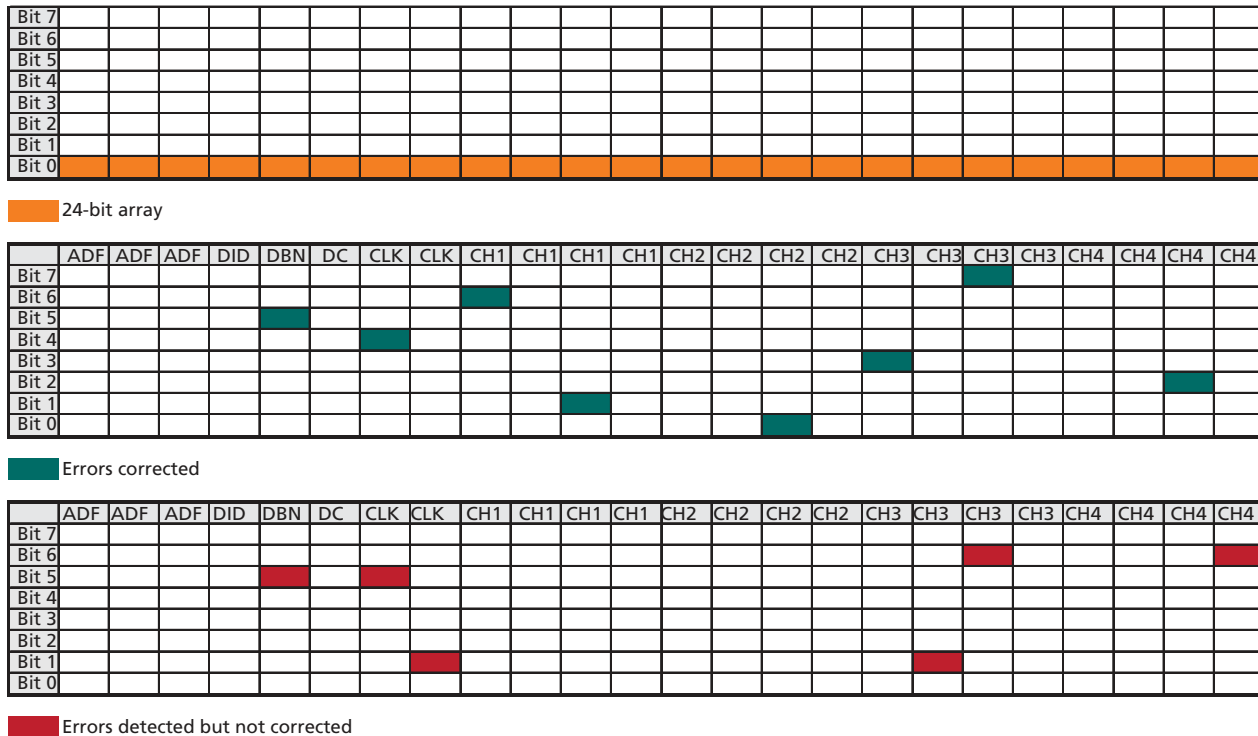 Bit 7
Bit 6
Bit 5
Bit 4
Bit 3
Bit 2
Bit 1
Bit 0
24-bit array
ADF ADF ADF DID DBN DC CLK CLK CH1 CH1 CH1 CH1 CH2 CH2 CH2 CH2 CH3 CH3 CH3 CH3 CH4 CH4 CH4 CH4
Bit 7
Bit 6
Bit 5
Bit 4
Bit 3
Bit 2
Bit 1
Bit 0
Errors corrected
ADF ADF ADF DID DBN DC CLK CLK CH1 CH1 CH1 CH1 CH2 CH2 CH2 CH2 CH3 CH3 CH3 CH3 CH4 CH4 CH4 CH4
Bit 7
Bit 6
Bit 5
Bit 4
Bit 3
Bit 2
Bit 1
Bit 0
Errors detected but not corrected